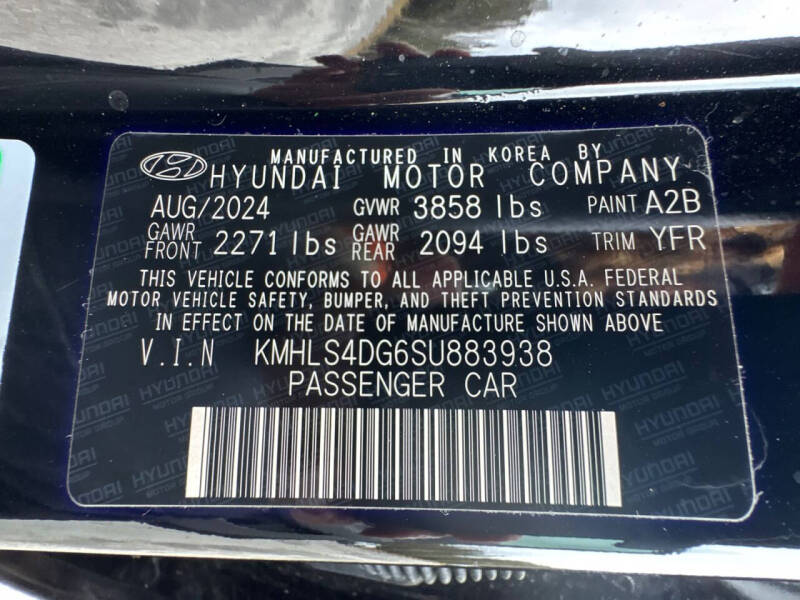 MANUFACTURED IN KOREA BY
HYUNDAI MOTOR COMPANY
AUG/2024 GVWR 3858 lbs PAINT A2B
GAWR FRONT 2271 lbs GAWR REAR 2094 lbs TRIM YFR
THIS VEHICLE CONFORMS TO ALL APPLICABLE U.S.A. FEDERAL
MOTOR VEHICLE SAFETY, BUMPER, AND THEFT PREVENTION STANDARDS
IN EFFECT ON THE DATE OF MANUFACTURE SHOWN ABOVE
V.I.N KMHLS4DG6SU883938
PASSENGER CAR